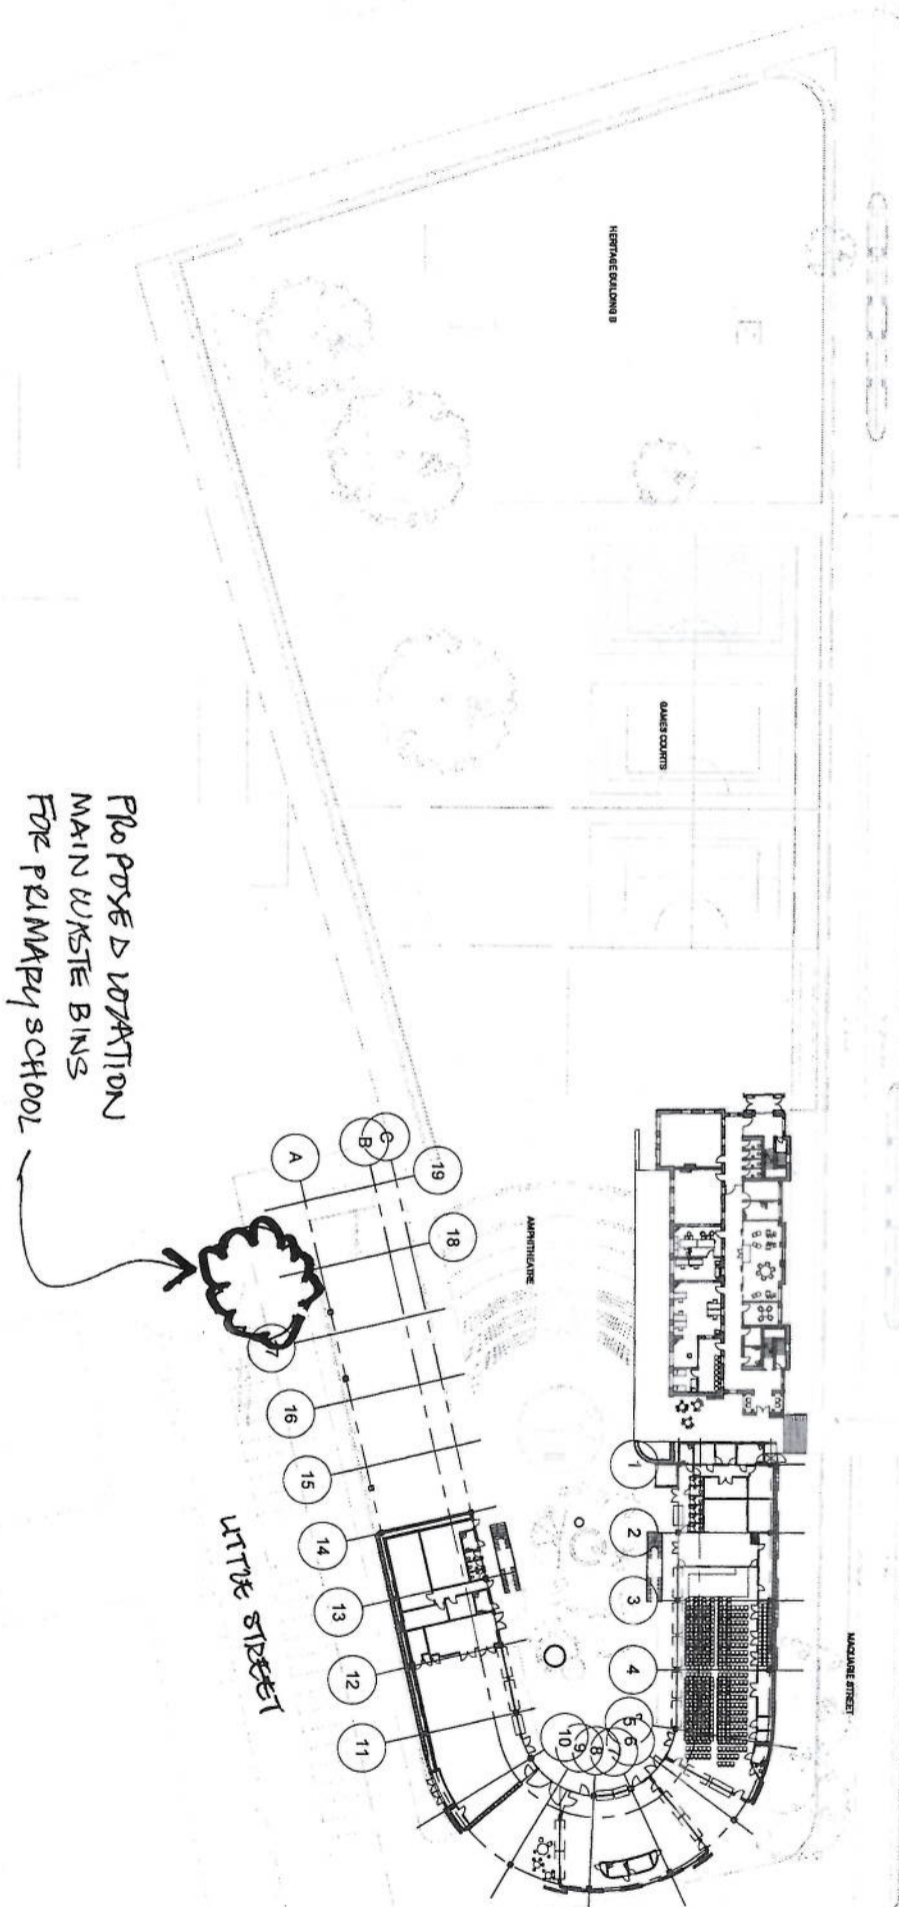 HERITAGE BUILDING B
GAMES COURTS
PROPOSED LOCATION
MAIN WASTE BINS
FOR PRIMARY SCHOOL
A
B
C
19
18
17
16
15
14
13
12
11
AMPHITHEATRE
LITTLE STREET
1
2
3
4
5
6
7
8
9
10
MACQUARIE STREET